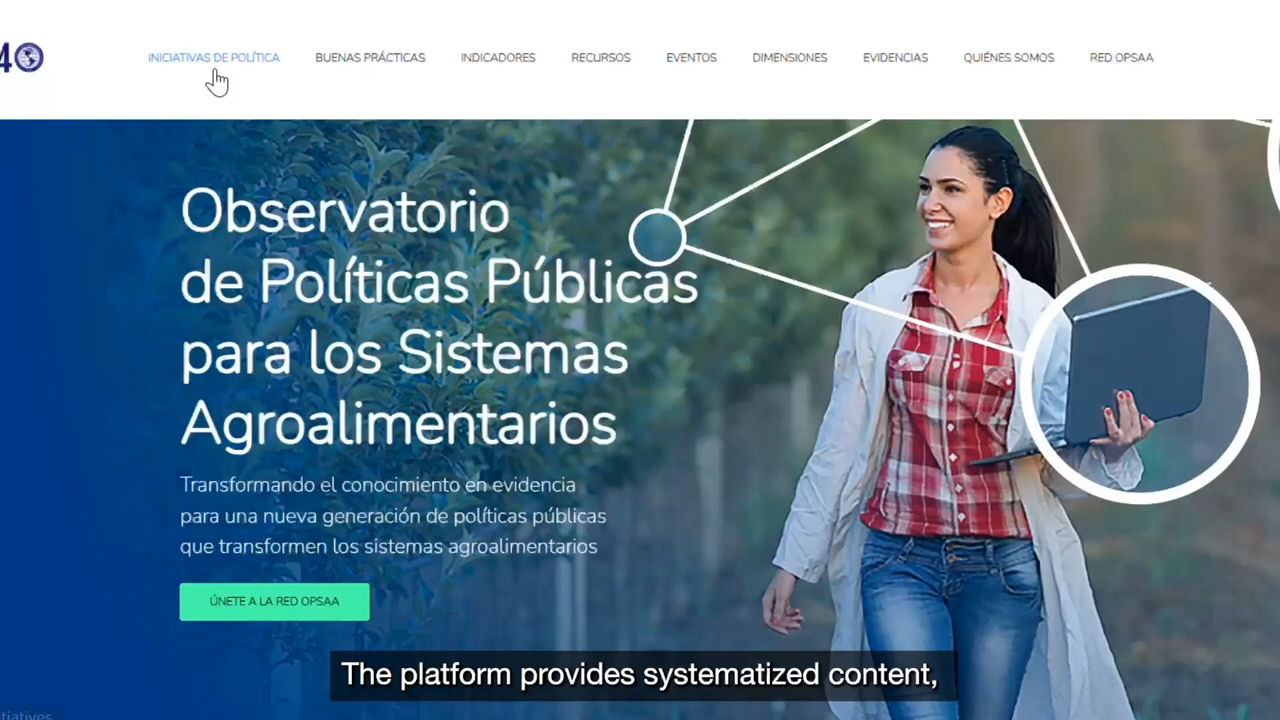 40
INICIATIVAS DE POLÍTICA BUENAS PRÁCTICAS INDICADORES RECURSOS EVENTOS DIMENSIONES EVIDENCIAS QUIÉNES SOMOS RED OPSAA
Observatorio
de Políticas Públicas
para los Sistemas
Agroalimentarios
Transformando el conocimiento en evidencia
para una nueva generación de políticas públicas
que transformen los sistemas agroalimentarios
ÚNETE A LA RED OPSAA
The platform provides systematized content,